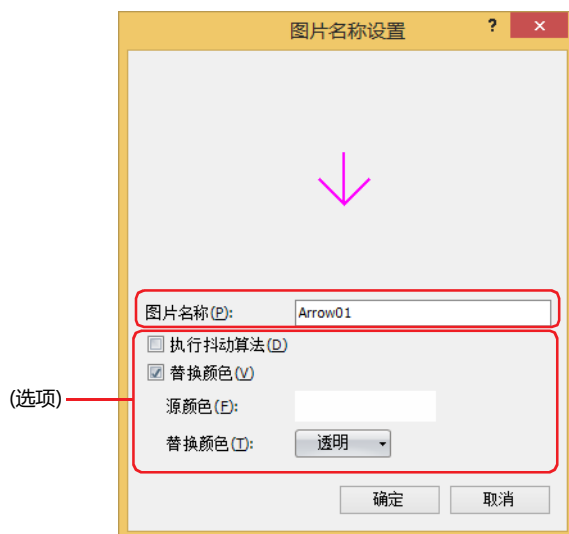 图片名称设置 ? ×
图片名称(P): Arrow01
执行抖动算法(D)
替换颜色(V)
(选项)
源颜色(F):
替换颜色(T): 透明
确定 取消